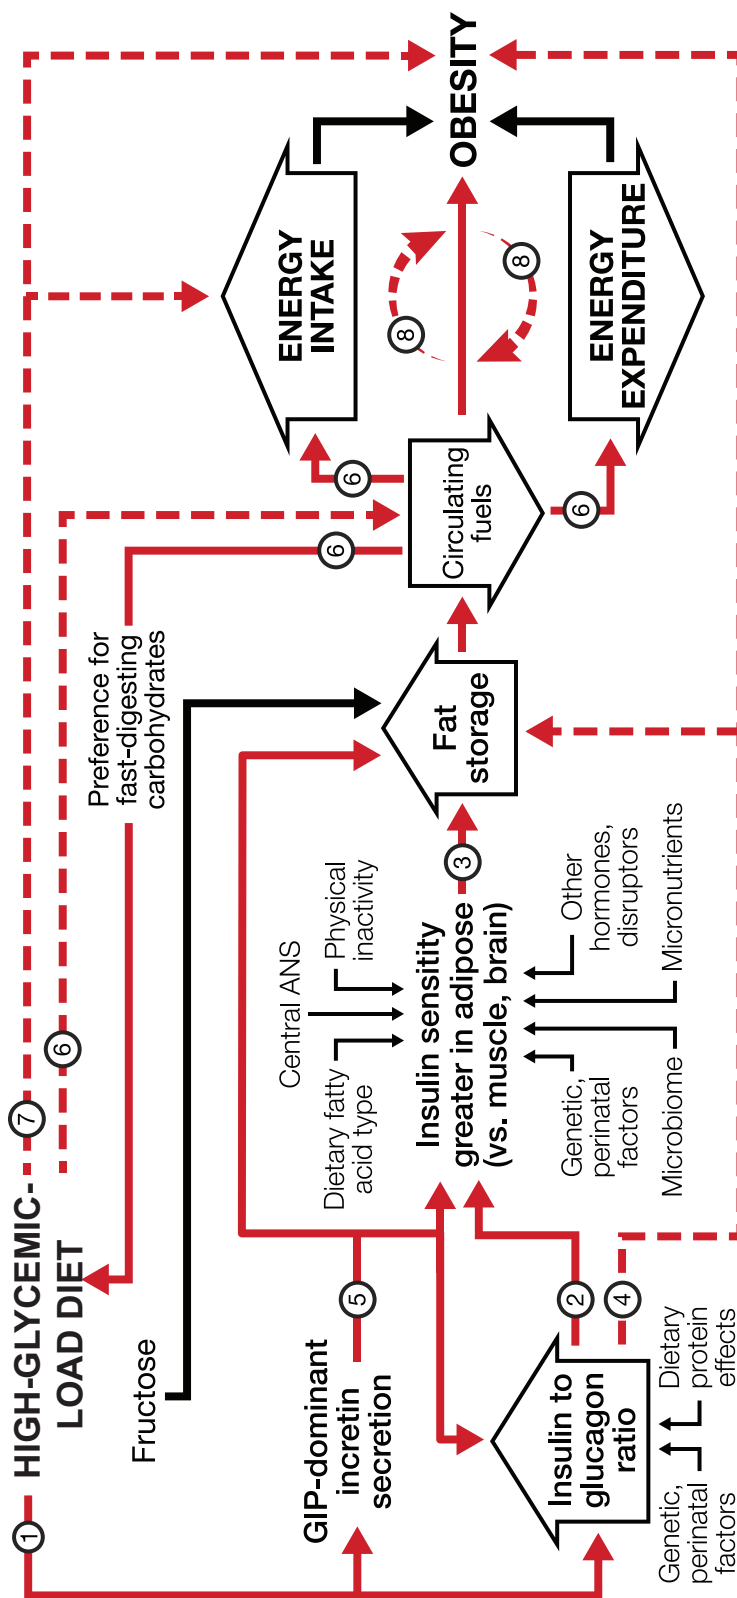 HIGH-GLYCEMIC-
LOAD DIET
1
7
6
Preference for
fast-digesting
carbohydrates
Fructose
GIP-dominant
incretin
secretion
5
Insulin to
glucagon
ratio
2
4
Genetic,
perinatal
factors
Dietary
protein
effects
Dietary fatty
acid type
Central ANS
Physical
inactivity
Insulin sensitity
greater in adipose
(vs. muscle, brain)
Genetic,
perinatal
factors
Microbiome
Other
hormones,
disruptors
Micronutrients
3
Fat
storage
Circulating
fuels
6
6
6
ENERGY
INTAKE
8
8
ENERGY
EXPENDITURE
OBESITY